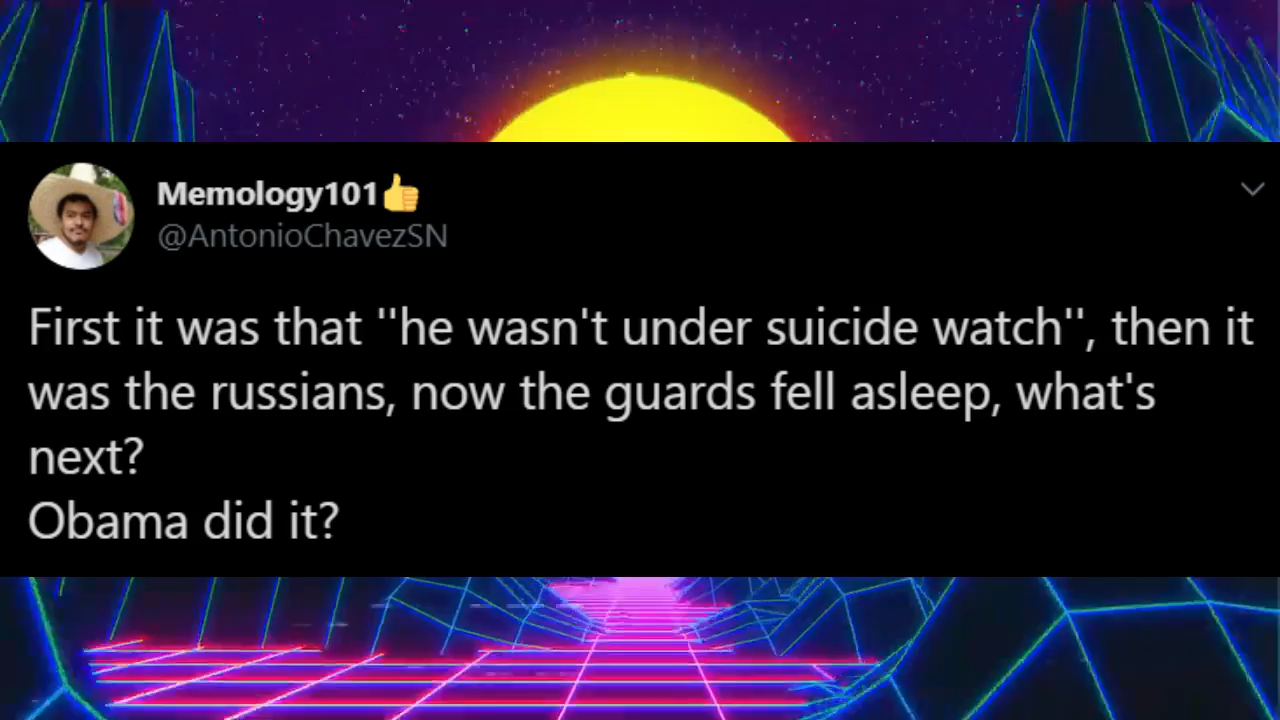 Memology101👍
@AntonioChavezSN
First it was that "he wasn't under suicide watch", then it
was the russians, now the guards fell asleep, what's
next?
Obama did it?